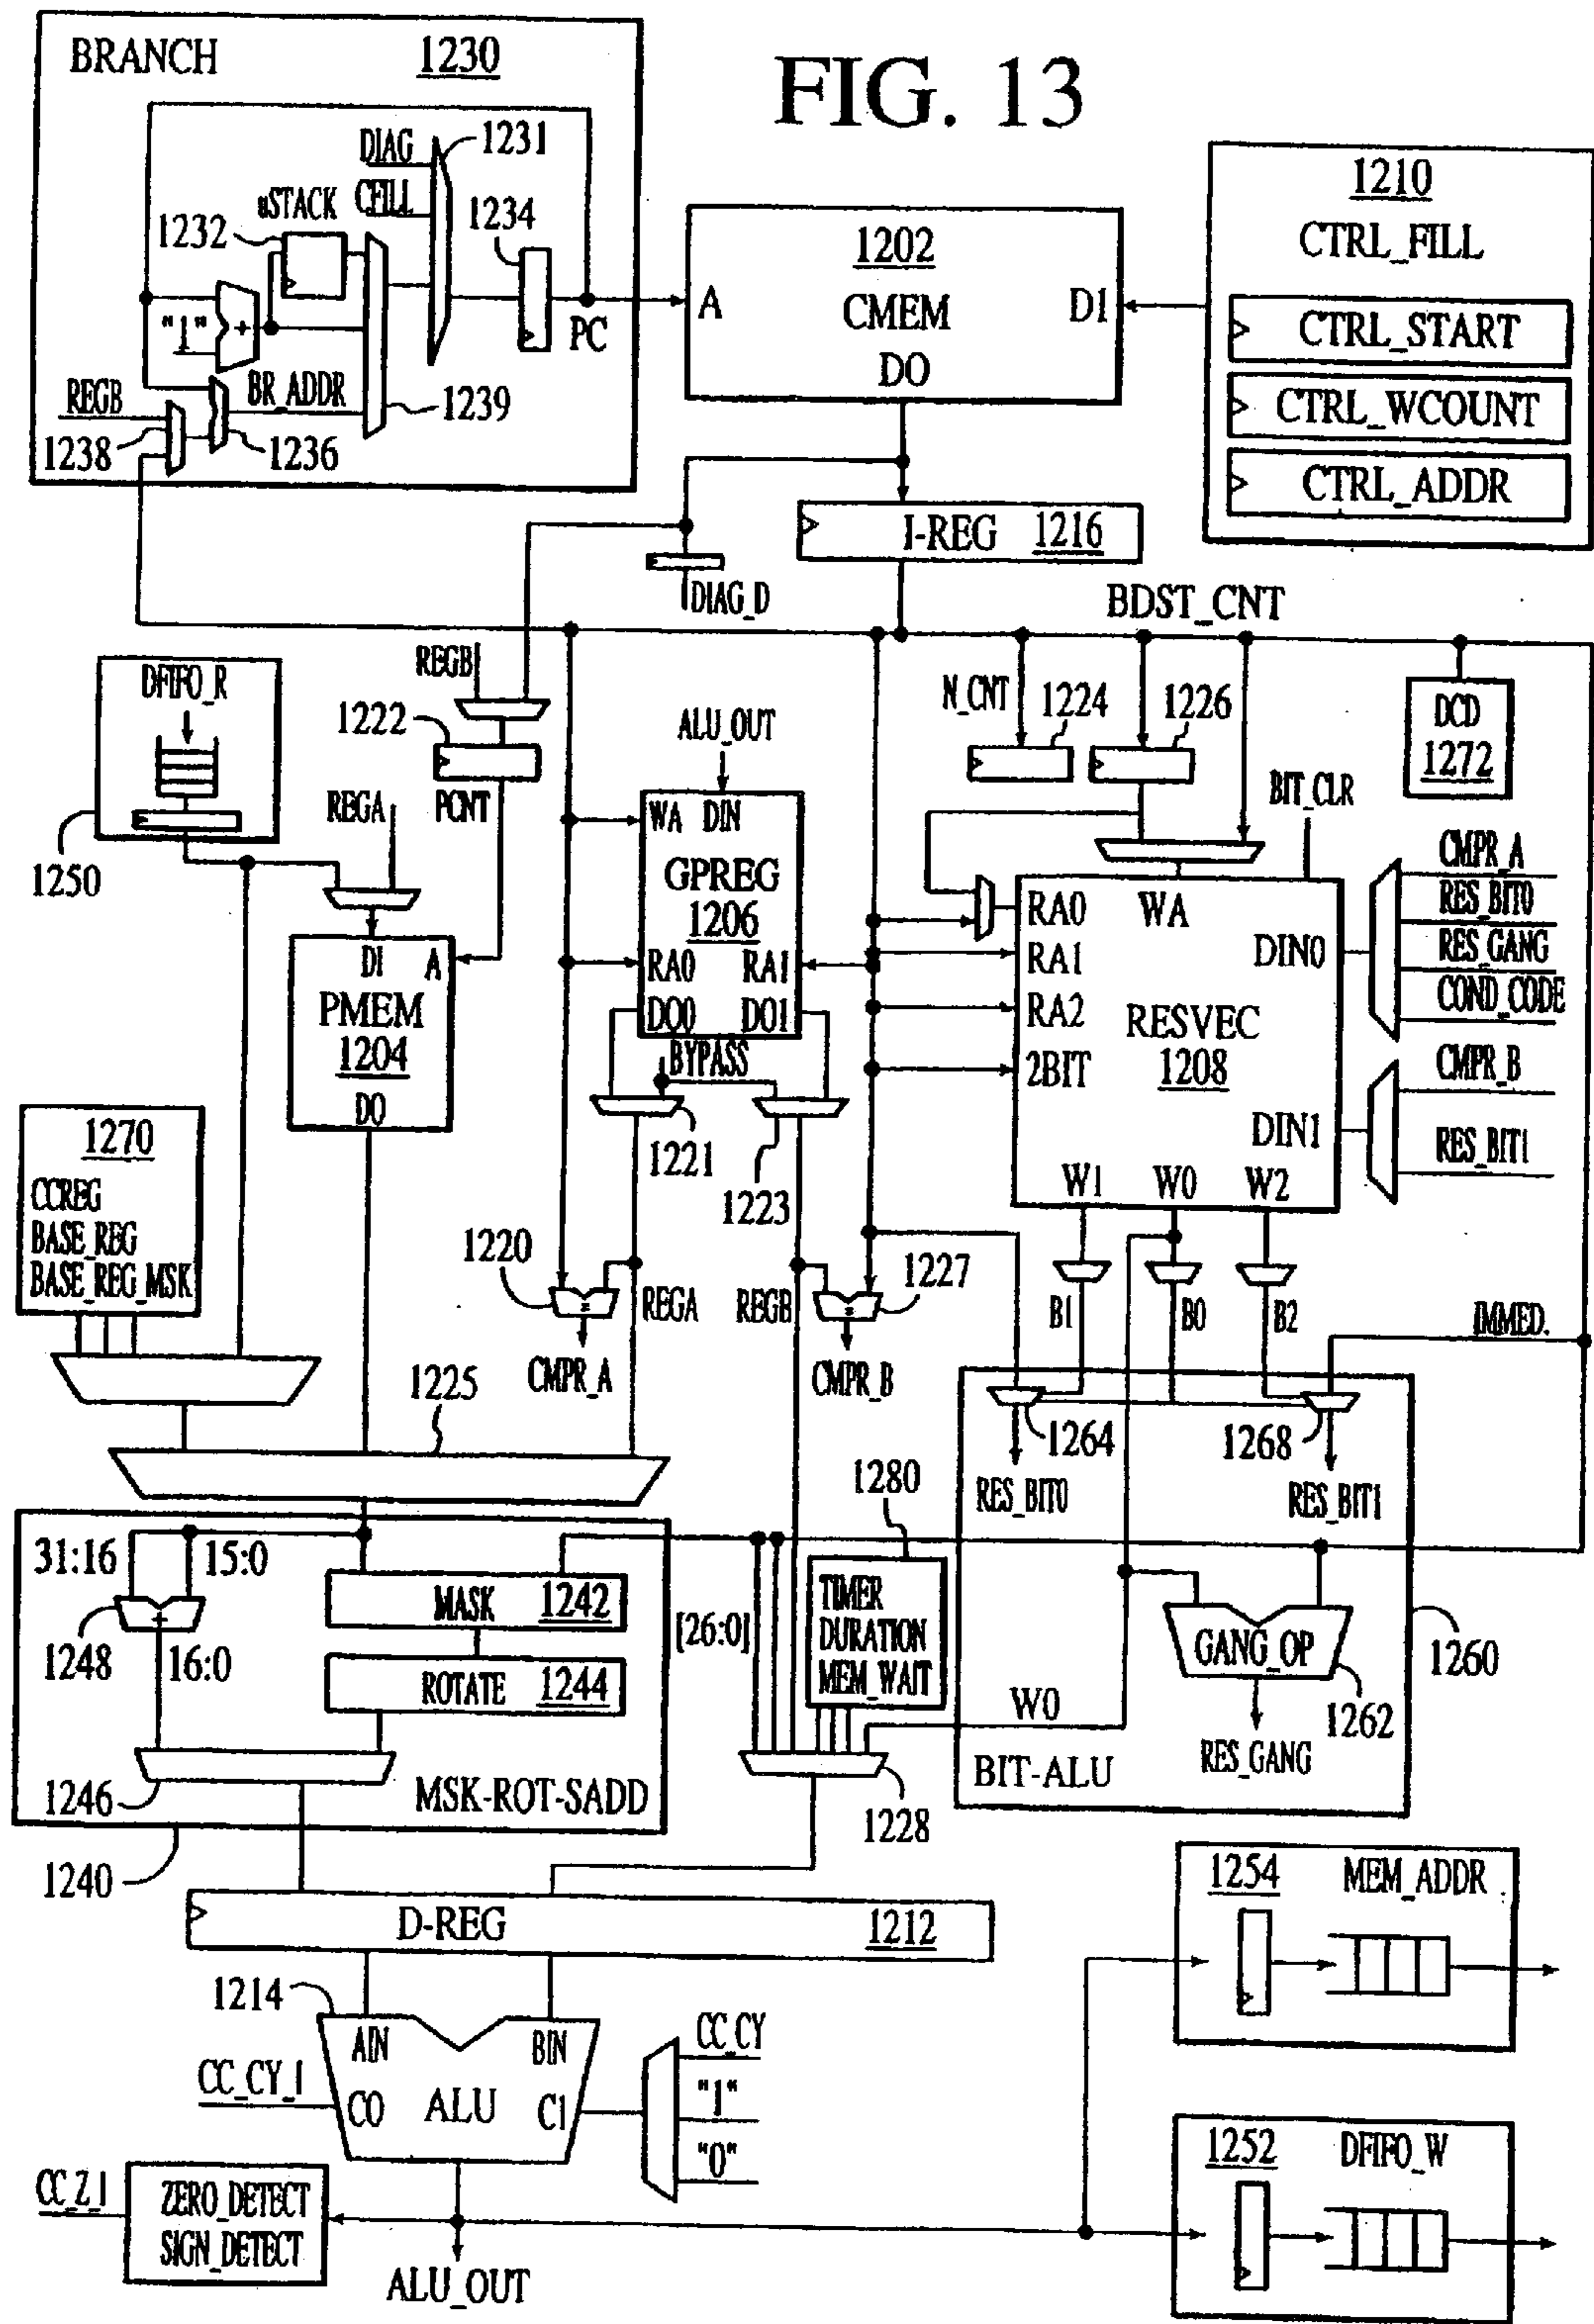 FIG. 13
BRANCH 1230
DIAG
1231
CFILL
uSTACK
1232
1234
"1"
+
PC
REGB
BR_ADDR
1239
1238
1236
1202
A CMEM D1
DO
1210
CTRL_FILL
CTRL_START
CTRL_WCOUNT
CTRL_ADDR
I-REG 1216
DIAG_D
BDST_CNT
DFIFO_R
1250
REGB
1222
PCNT
REGA
ALU_OUT
N_CNT
1224
1226
BIT_CLR
DCD
1272
WA DIN
GPREG
1206
RA0 RA1
DO0 DO1
BYPASS
1221
1223
DI A
PMEM
1204
DO
RA0 WA
RA1 DIN0
RA2 RESVEC
2BIT 1208
DIN1
W1 W0 W2
CMPR_A
RES_BIT0
RES_GANG
COND_CODE
CMPR_B
RES_BIT1
1270
CCREG
BASE_REG
BASE_REG_MSK
1220
=
REGA
CMPR_A
REGB
1227
=
CMPR_B
B1
B0
B2
IMMED.
1225
1264
1268
RES_BIT0
RES_BIT1
1280
TIMER
DURATION
MEM_WAIT
31:16
15:0
MASK 1242
1248
+
16:0
ROTATE 1244
[26:0]
GANG_OP
1260
1262
W0
RES_GANG
BIT-ALU
1246
MSK-ROT-SADD
1228
1240
D-REG 1212
1254 MEM_ADDR
1214
AIN BIN
CC_CY_1
CO ALU C1
CC_CY
"1"
"0"
1252 DFIFO_W
CC_Z_1
ZERO_DETECT
SIGN_DETECT
ALU_OUT